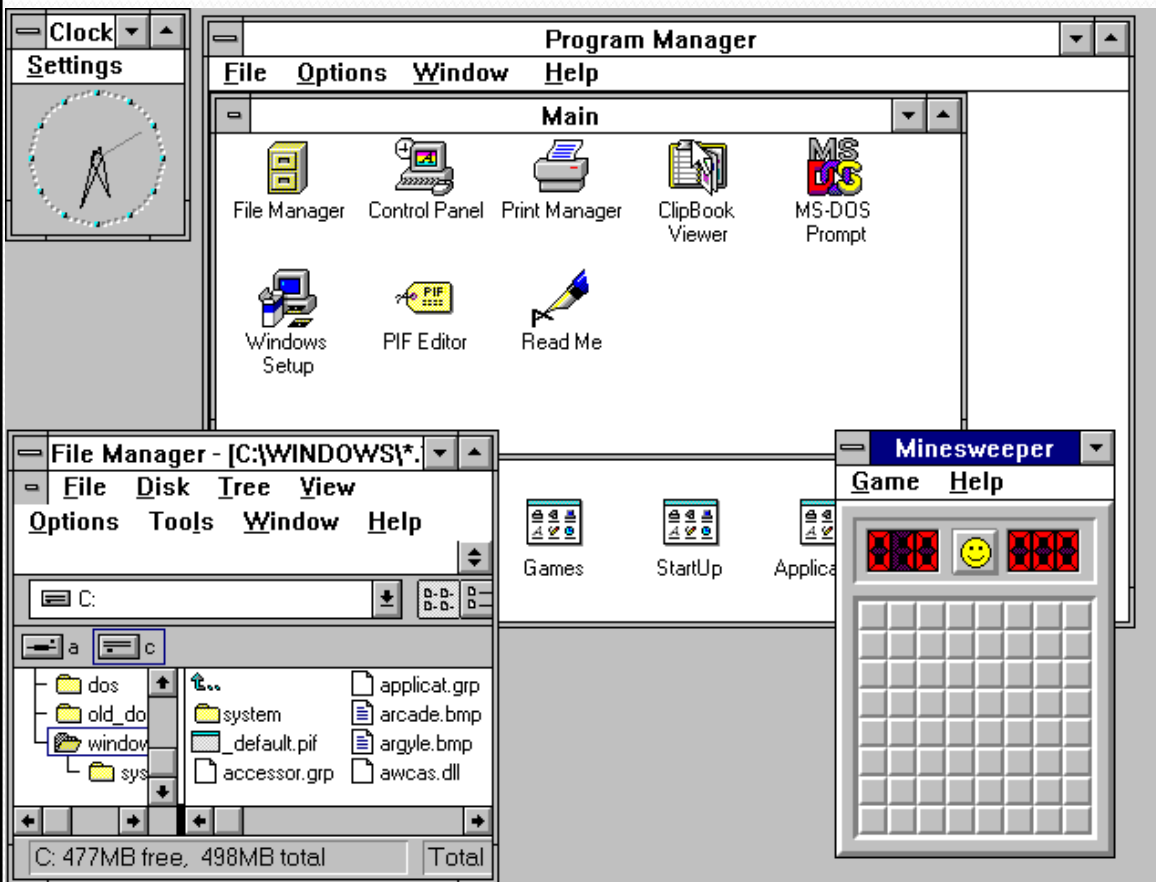 Clock
Settings
Program Manager
File Options Window Help
Main
File Manager
Control Panel
Print Manager
ClipBook
Viewer
MS-DOS
Prompt
Windows
Setup
PIF Editor
Read Me
Games
StartUp
Applica
File Manager - [C:\WINDOWS\*.
File Disk Tree View
Options Tools Window Help
C:
a
c
dos
old_do
window
sys
system
_default.pif
accessor.grp
applicat.grp
arcade.bmp
argyle.bmp
awcas.dll
C: 477MB free, 498MB total
Total
Minesweeper
Game Help